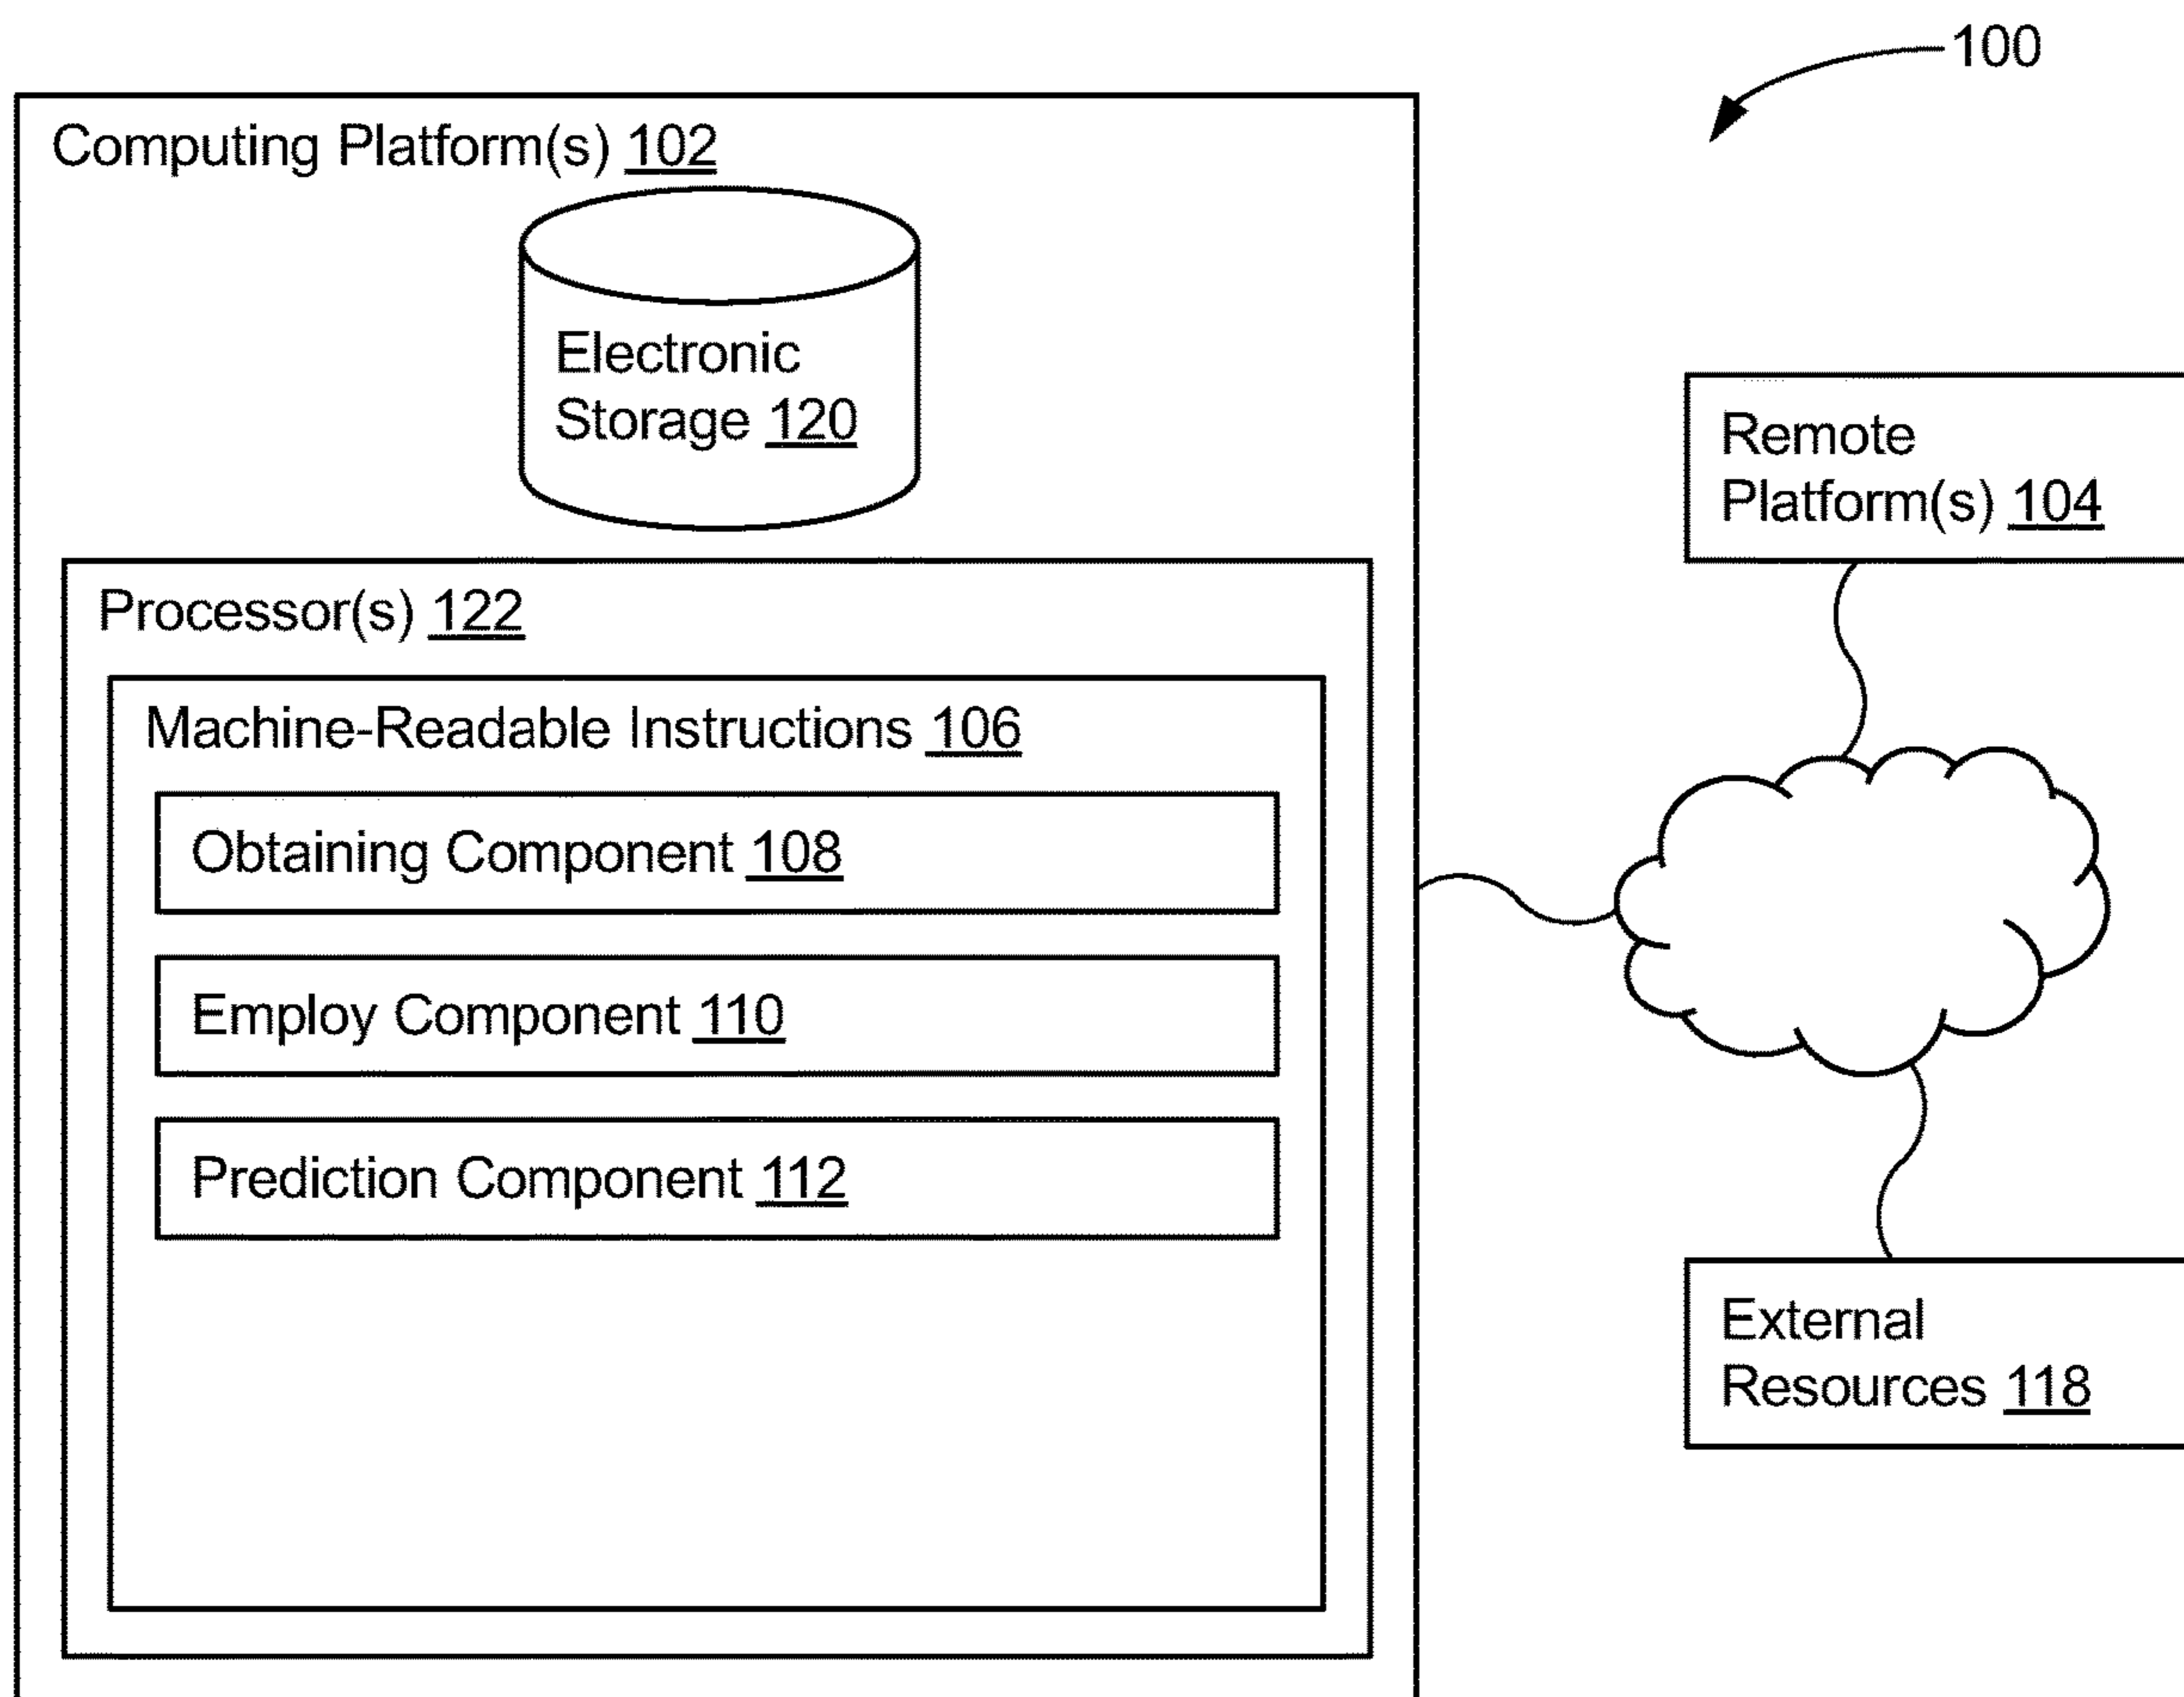 100
Computing Platform(s) 102
Electronic
Storage 120
Processor(s) 122
Machine-Readable Instructions 106
Obtaining Component 108
Employ Component 110
Prediction Component 112
Remote
Platform(s) 104
External
Resources 118